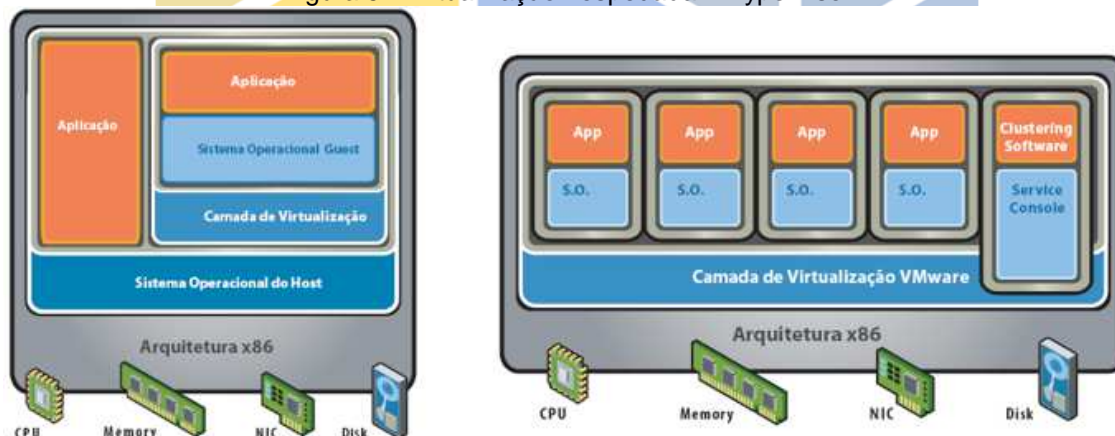 Aplicação
Aplicação
Sistema Operacional Guest
Camada de Virtualização
Sistema Operacional do Host
Arquitetura x86
CPU
Memory
NIC
Disk
App
App
App
App
Clustering
Software
S.O.
S.O.
S.O.
S.O.
Service
Console
Camada de Virtualização VMware
Arquitetura x86
CPU
Memory
NIC
Disk